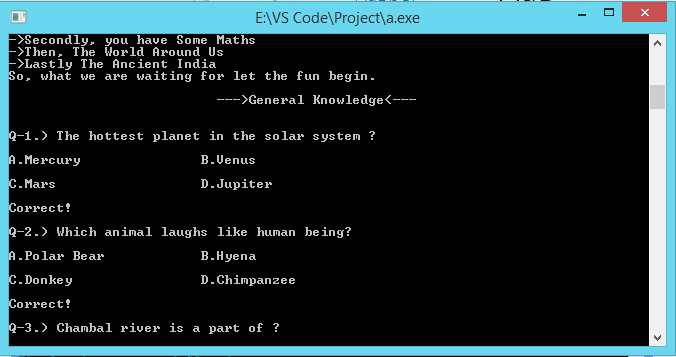 E:\VS Code\Project\a.exe
->Secondly, you have Some Maths
->Then, The World Around Us
->Lastly The Ancient India
So, what we are waiting for let the fun begin.
--->General Knowledge<---
Q-1.) The hottest planet in the solar system ?
A.Mercury B.Venus
C.Mars D.Jupiter
Correct!
Q-2.) Which animal laughs like human being?
A.Polar Bear B.Hyena
C.Donkey D.Chimpanzee
Correct!
Q-3.) Chambal river is a part of ?